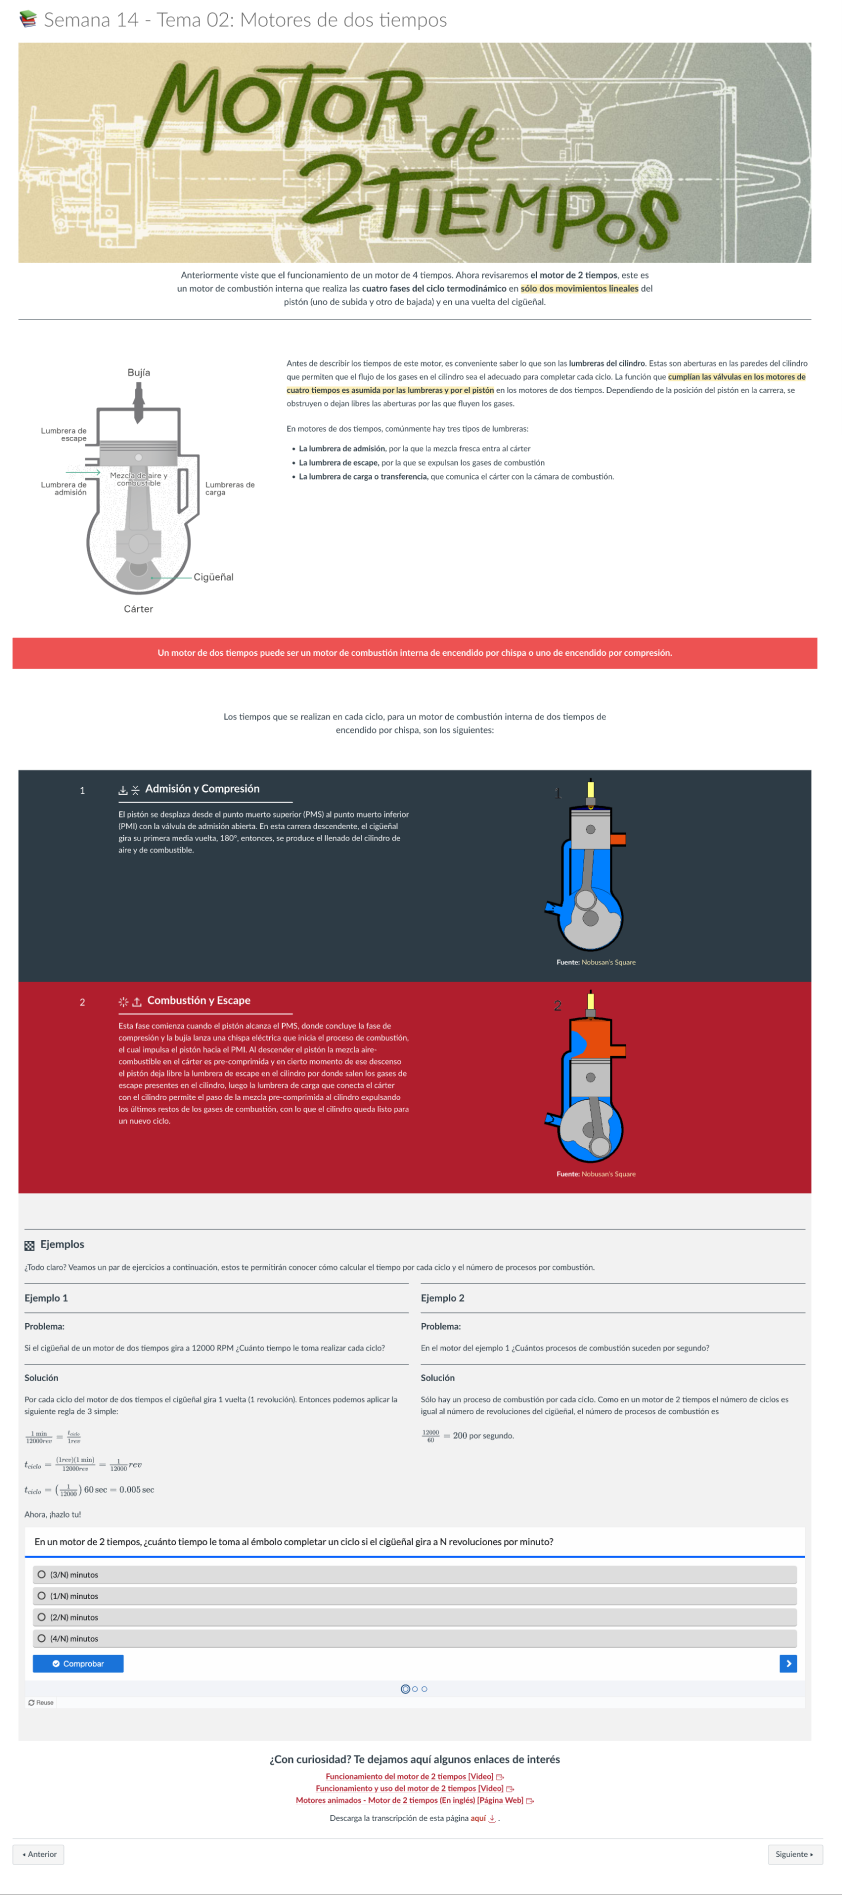 Semana 14 - Tema 02: Motores de dos tiempos
MOTOR de
2TIEMPOS
Anteriormente viste que el funcionamiento de un motor de 4 tiempos. Ahora revisaremos el motor de 2 tiempos, este es
un motor de combustión interna que realiza las cuatro fases del ciclo termodinámico en sólo dos movimientos lineales del
pistón (uno de subida y otro de bajada) y en una vuelta del cigüeñal.
Bujía
Lumbrera de
escape
Mezcla de aire y
combustible
Lumbrera de
admisión
Lumbreras de
carga
Cigüeñal
Cárter
Antes de describir los tiempos de este motor, es conveniente saber lo que son las lumbreras del cilindro. Estas son aberturas en las paredes del cilindro
que permiten que el flujo de los gases en el cilindro sea el adecuado para completar cada ciclo. La función que cumplían las válvulas en los motores de
cuatro tiempos es asumida por las lumbreras y por el pistón en los motores de dos tiempos. Dependiendo de la posición del pistón en la carrera, se
obstruyen o dejan libres las aberturas por las que fluyen los gases.
En motores de dos tiempos, comúnmente hay tres tipos de lumbreras:
• La lumbrera de admisión, por la que la mezcla fresca entra al cárter
• La lumbrera de escape, por la que se expulsan los gases de combustión
• La lumbrera de carga o transferencia, que comunica el cárter con la cámara de combustión.
Un motor de dos tiempos puede ser un motor de combustión interna de encendido por chispa o uno de encendido por compresión.
Los tiempos que se realizan en cada ciclo, para un motor de combustión interna de dos tiempos de
encendido por chispa, son los siguientes:
1
Admisión y Compresión
El pistón se desplaza desde el punto muerto superior (PMS) al punto muerto inferior
(PMI) con la válvula de admisión abierta. En esta carrera descendente, el cigüeñal
gira su primera media vuelta, 180º, entonces, se produce el llenado del cilindro de
aire y de combustible.
1
Fuente: Nobusan's Square
2
Combustión y Escape
Esta fase comienza cuando el pistón alcanza el PMS, donde concluye la fase de
compresión y la bujía lanza una chispa eléctrica que inicia el proceso de combustión,
el cual impulsa el pistón hacia el PMI. Al descender el pistón la mezcla aire-
combustible en el cárter es pre-comprimida y en cierto momento de ese descenso
el pistón deja libre la lumbrera de escape en el cilindro por donde salen los gases de
escape presentes en el cilindro, luego la lumbrera de carga que conecta el cárter
con el cilindro permite el paso de la mezcla pre-comprimida al cilindro expulsando
los últimos restos de los gases de combustión, con lo que el cilindro queda listo para
un nuevo ciclo.
2
Fuente: Nobusan's Square
Ejemplos
¿Todo claro? Veamos un par de ejercicios a continuación, estos te permitirán conocer cómo calcular el tiempo por cada ciclo y el número de procesos por combustión.
Ejemplo 1
Problema:
Si el cigüeñal de un motor de dos tiempos gira a 12000 RPM ¿Cuánto tiempo le toma realizar cada ciclo?
Solución
Por cada ciclo del motor de dos tiempos el cigüeñal gira 1 vuelta (1 revolución). Entonces podemos aplicar la
siguiente regla de 3 simple:
1 min / 12000rev = t_ciclo / 1rev
t_ciclo = (1rev)(1 min) / 12000rev = 1/12000 rev
t_ciclo = (1/12000) 60 sec = 0.005 sec
Ejemplo 2
Problema:
En el motor del ejemplo 1 ¿Cuántos procesos de combustión suceden por segundo?
Solución
Sólo hay un proceso de combustión por cada ciclo. Como en un motor de 2 tiempos el número de ciclos es
igual al número de revoluciones del cigüeñal, el número de procesos de combustión es
12000/60 = 200 por segundo.
Ahora, ¡hazlo tu!
En un motor de 2 tiempos, ¿cuánto tiempo le toma al émbolo completar un ciclo si el cigüeñal gira a N revoluciones por minuto?
(3/N) minutos
(1/N) minutos
(2/N) minutos
(4/N) minutos
Comprobar
Reuse
¿Con curiosidad? Te dejamos aquí algunos enlaces de interés
Funcionamiento del motor de 2 tiempos [Video]
Funcionamiento y uso del motor de 2 tiempos [Video]
Motores animados - Motor de 2 tiempos (En inglés) [Página Web]
Descarga la transcripción de esta página aquí .
Anterior
Siguiente